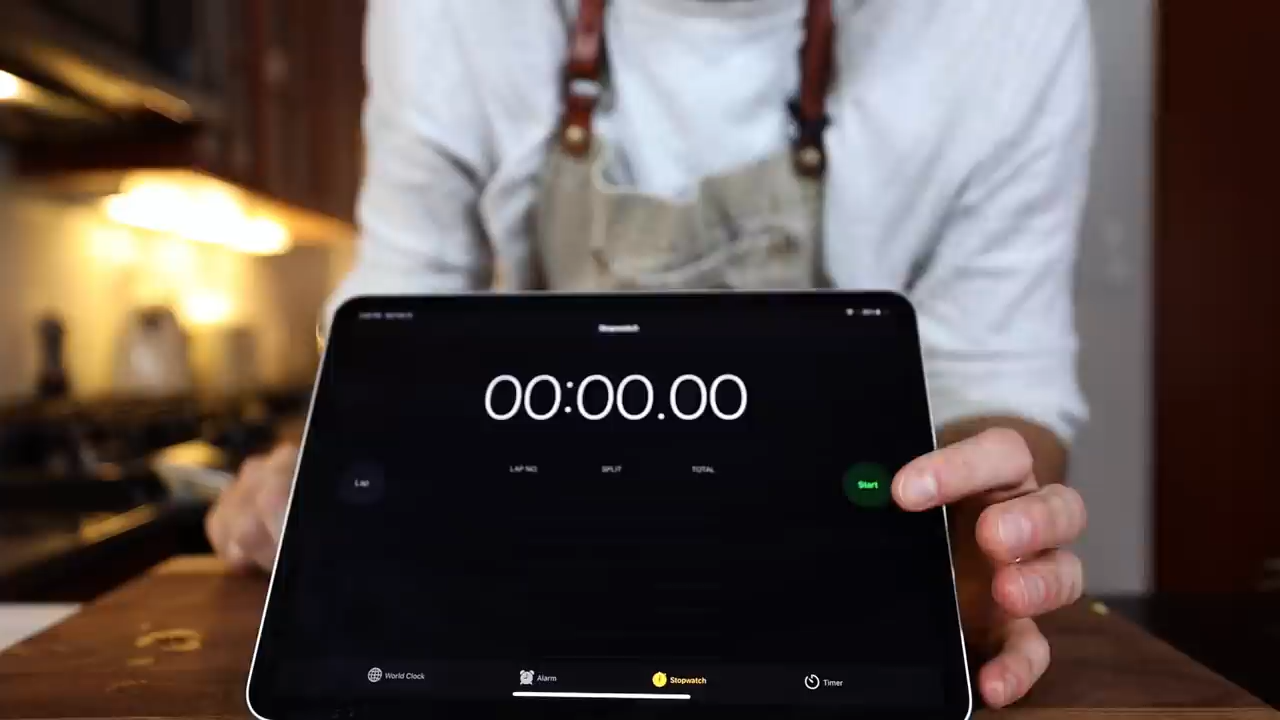 Stopwatch
00:00.00
LAP NO. SPLIT TOTAL
Lap
Start
World Clock Alarm Stopwatch Timer